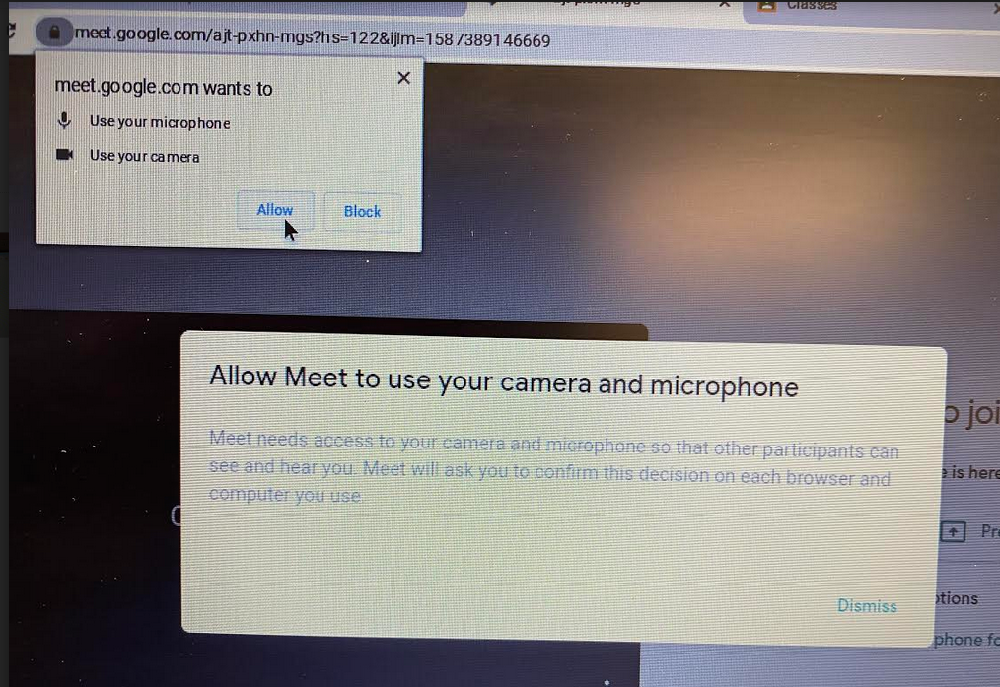 Classes
meet.google.com/ajt-pxhn-mgs?hs=122&ijlm=1587389146669
meet.google.com wants to
Use your microphone
Use your camera
Allow
Block
Allow Meet to use your camera and microphone
Meet needs access to your camera and microphone so that other participants can
see and hear you. Meet will ask you to confirm this decision on each browser and
computer you use.
Dismiss
o joi
e is here
Pre
otions
phone fo